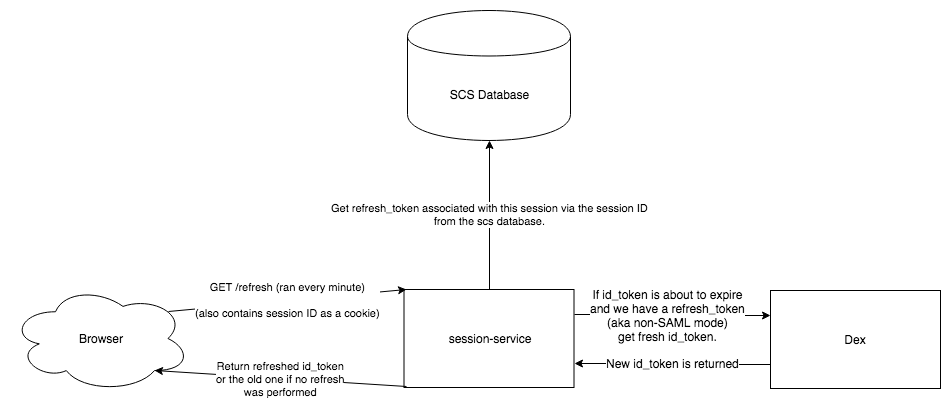 SCS Database
Get refresh_token associated with this session via the session ID
from the scs database.
GET /refresh (ran every minute)
(also contains session ID as a cookie)
Browser
session-service
If id_token is about to expire
and we have a refresh_token
(aka non-SAML mode)
get fresh id_token.
Dex
New id_token is returned
Return refreshed id_token
or the old one if no refresh
was performed